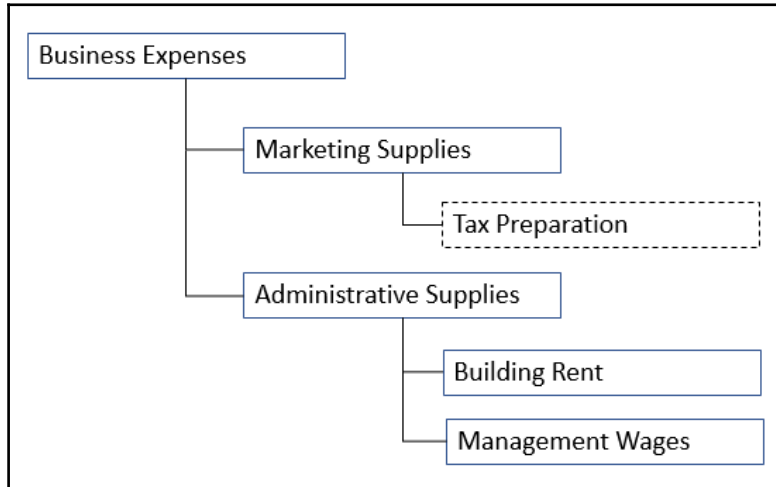 Business Expenses
Marketing Supplies
Tax Preparation
Administrative Supplies
Building Rent
Management Wages